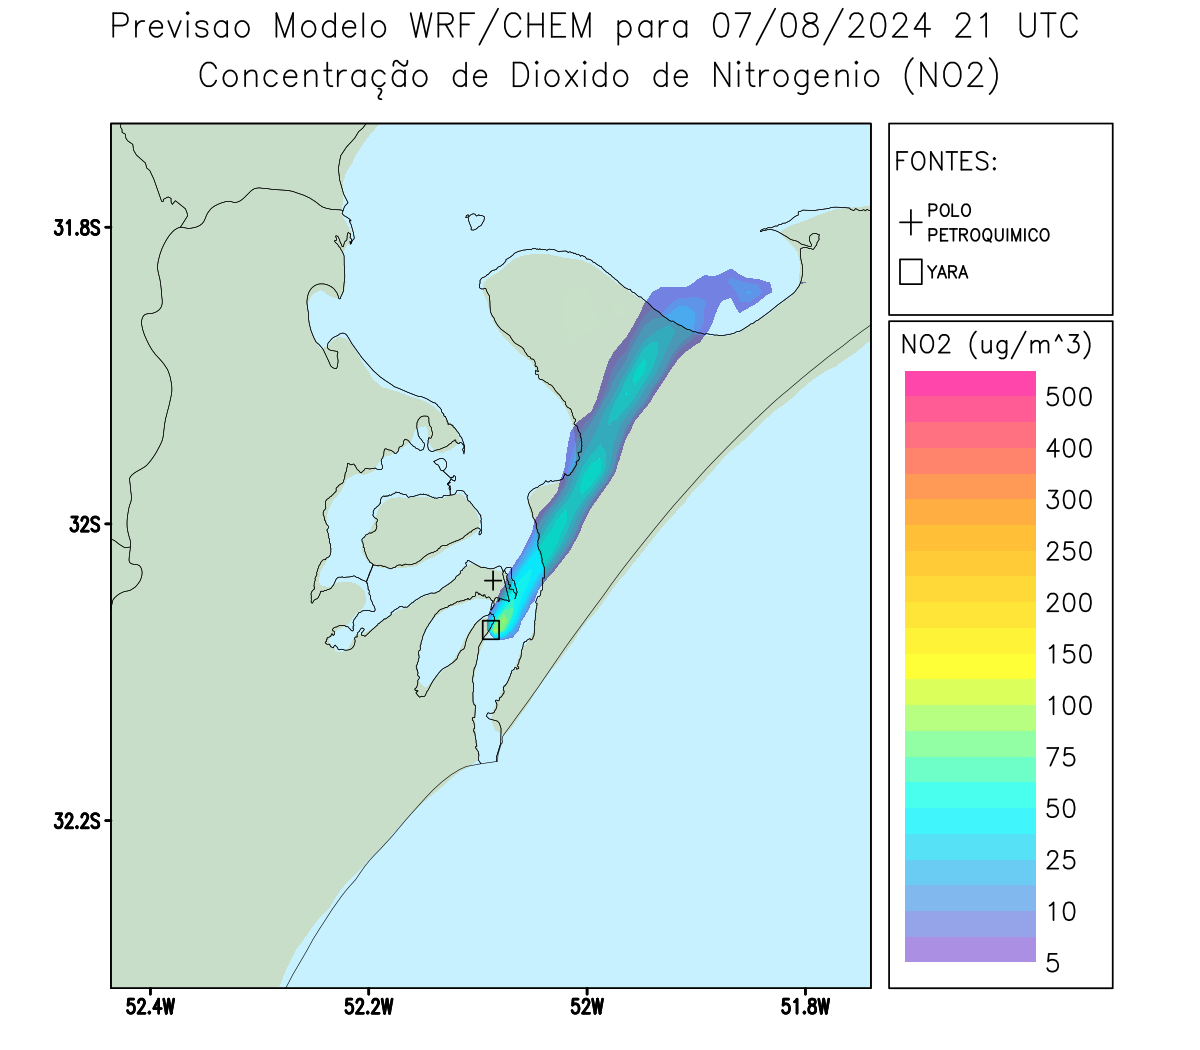 Previsao Modelo WRF/CHEM para 07/08/2024 21 UTC
Concentração de Dioxido de Nitrogenio (NO2)
FONTES:
POLO
PETROQUIMICO
YARA
NO2 (ug/m^3)
500
400
300
250
200
150
100
75
50
25
10
5
31.8S
32S
32.2S
52.4W
52.2W
52W
51.8W